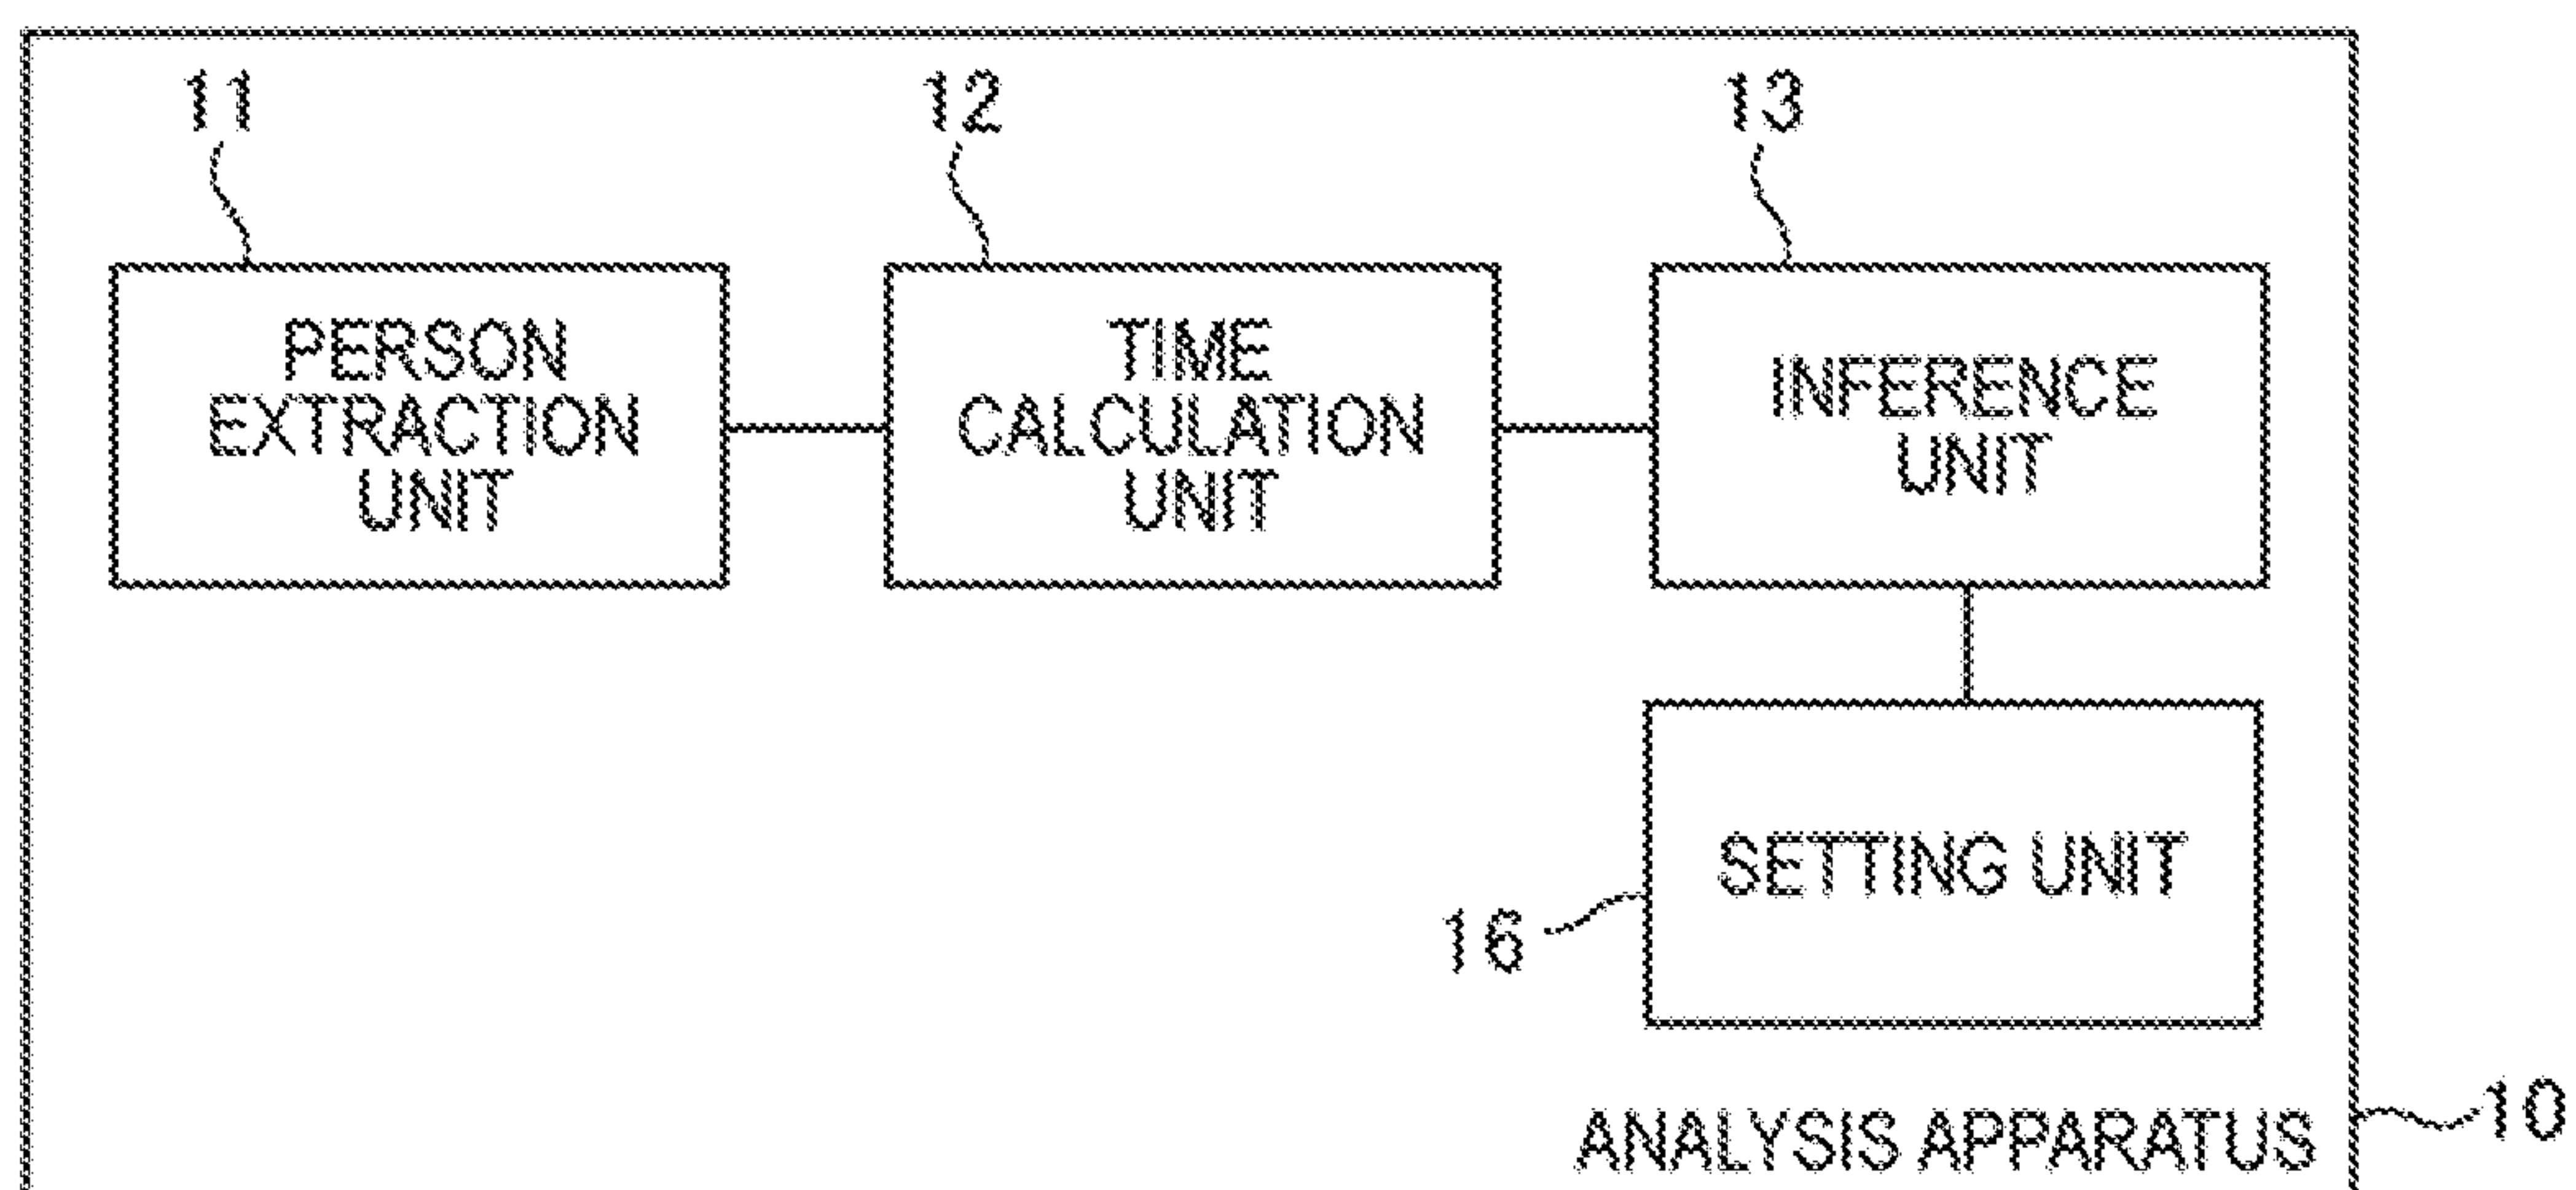 11
12
13
PERSON
EXTRACTION
UNIT
TIME
CALCULATION
UNIT
INFERENCE
UNIT
SETTING UNIT
16
ANALYSIS APPARATUS
10